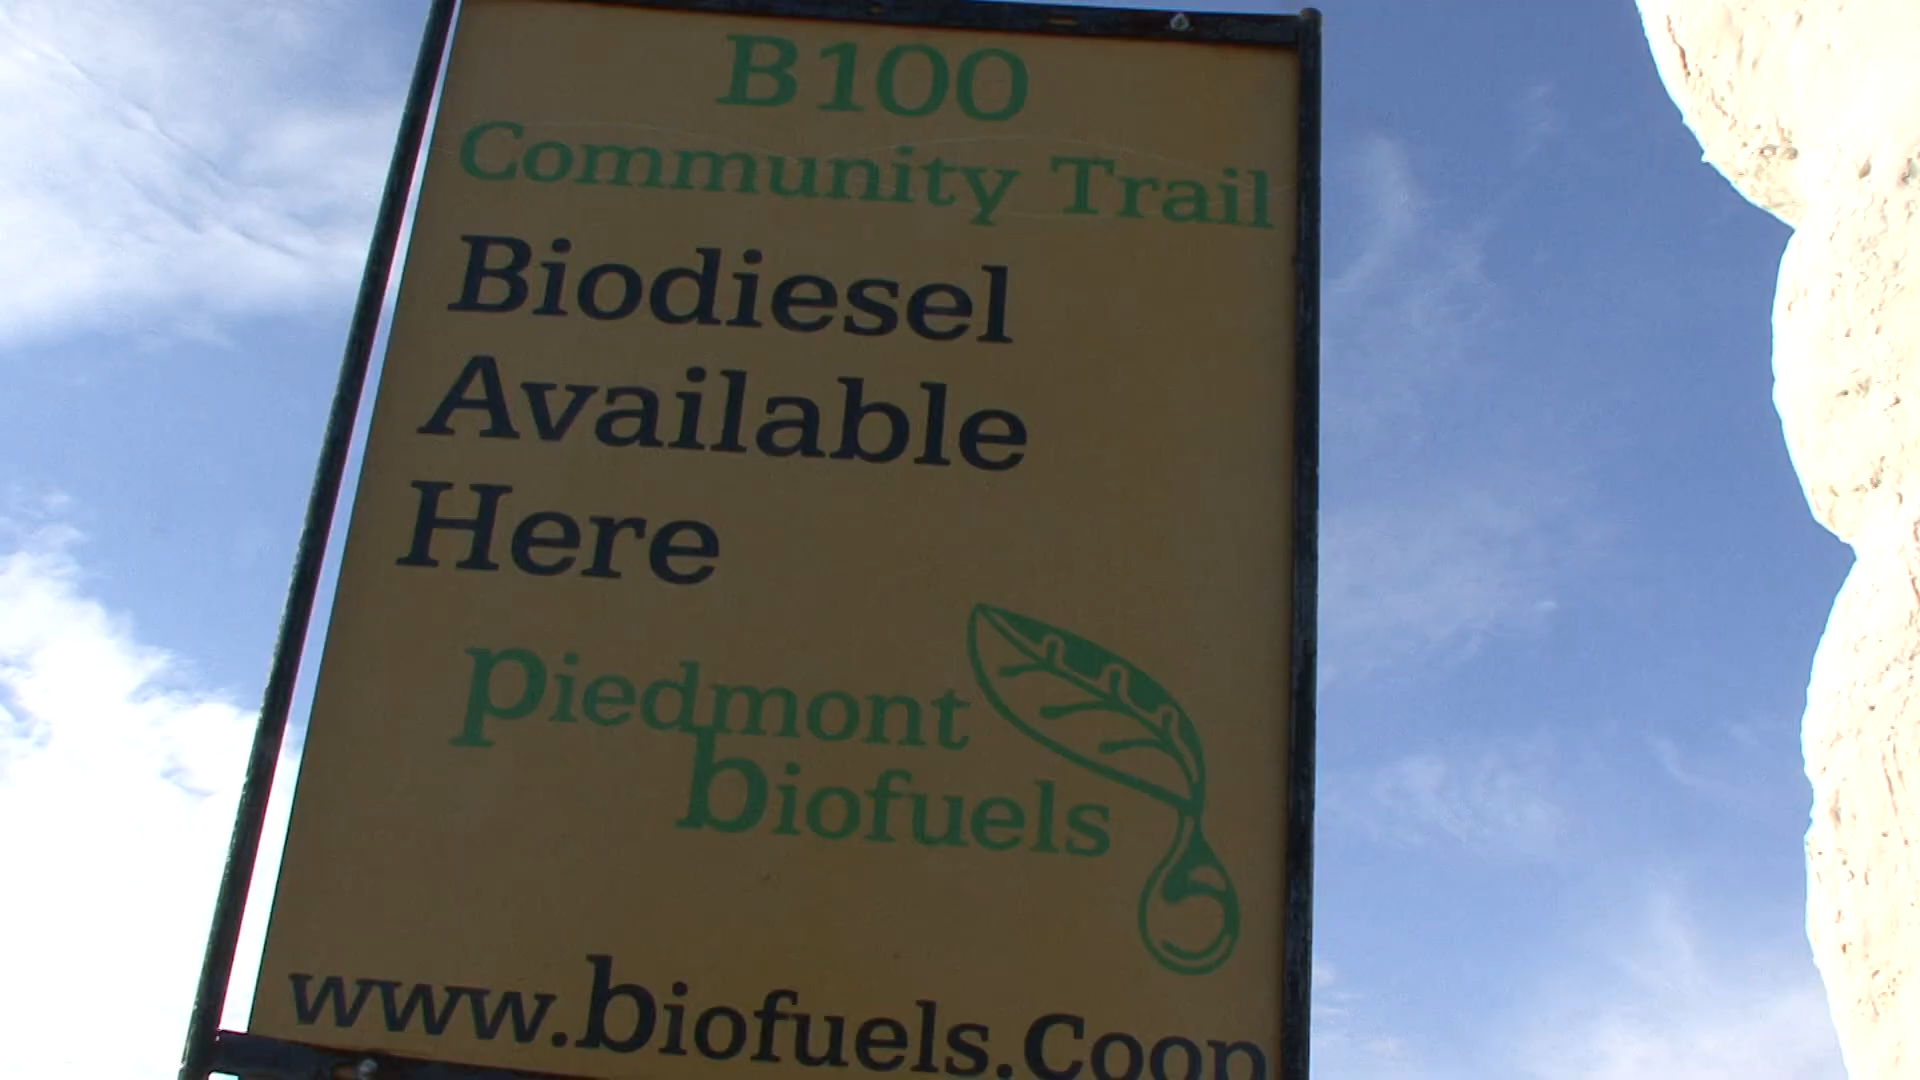 B100
Community Trail
Biodiesel
Available
Here
piedmont
biofuels
www.biofuels.Coop